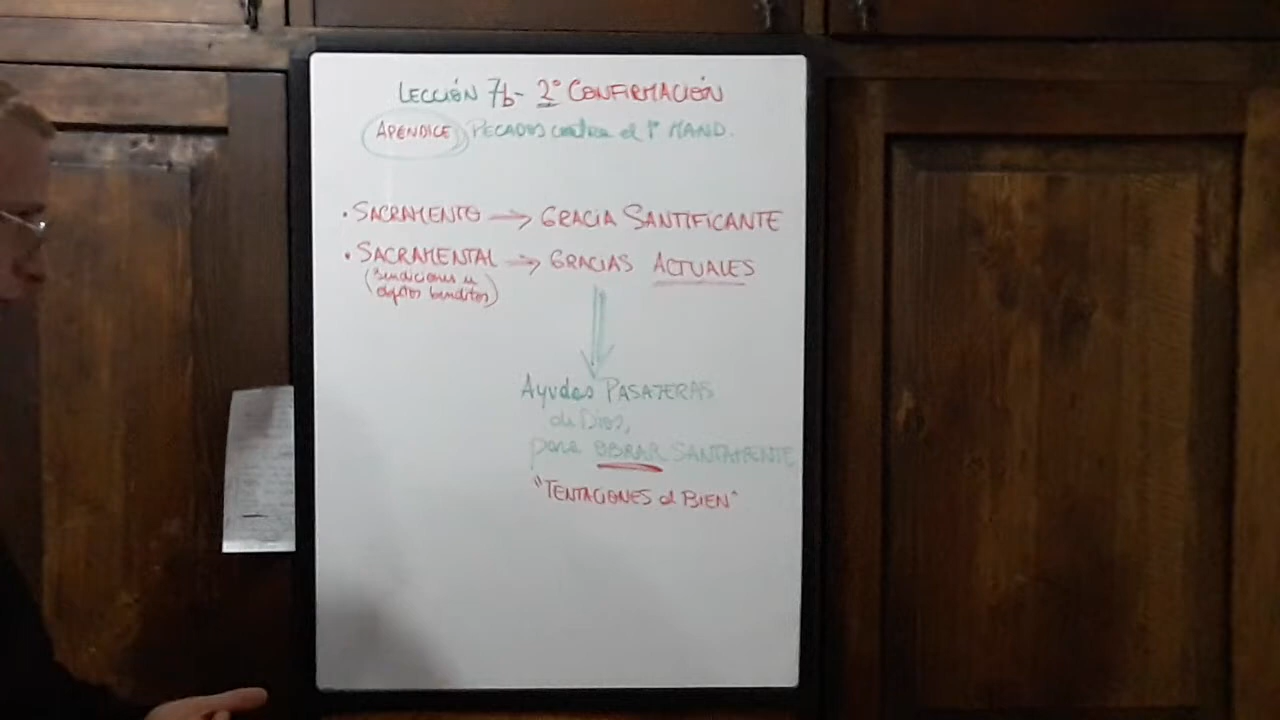 LECCIÓN 7b- 2° CONFIRMACIÓN
APENDICE PECADOS contra el 1° MAND.
· SACRAMENTO → GRACIA SANTIFICANTE
· SACRAMENTAL → GRACIAS ACTUALES
(bendiciones u
objetos benditos)
Ayudas PASAJERAS
de Dios,
para OBRAR SANTAMENTE
"TENTACIONES al BIEN"